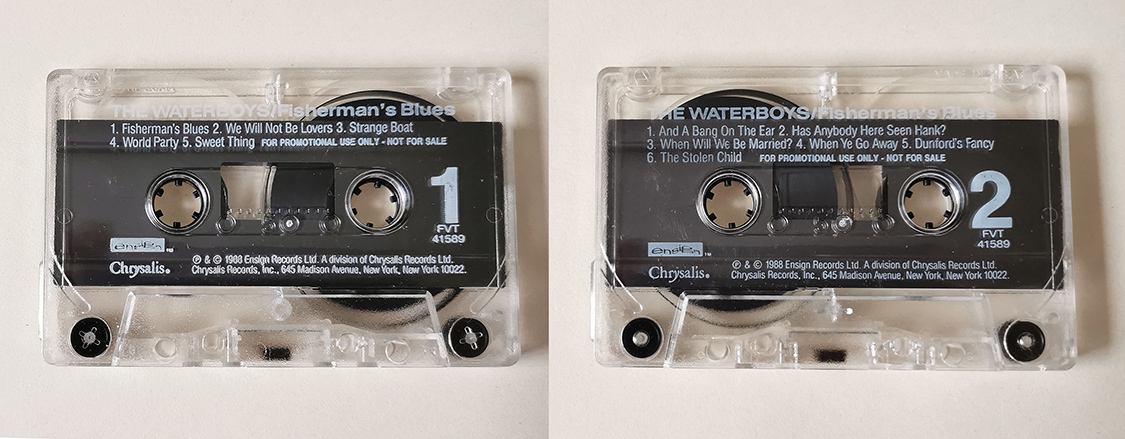 THE WATERBOYS/Fisherman's Blues
1. Fisherman's Blues 2. We Will Not Be Lovers 3. Strange Boat
4. World Party 5. Sweet Thing FOR PROMOTIONAL USE ONLY - NOT FOR SALE
1
FVT
41589
ensign TM
Chrysalis®
℗ & © 1988 Ensign Records Ltd. A division of Chrysalis Records Ltd.
Chrysalis Records, Inc., 645 Madison Avenue, New York, New York 10022.
THE WATERBOYS/Fisherman's Blues
1. And A Bang On The Ear 2. Has Anybody Here Seen Hank?
3. When Will We Be Married? 4. When Ye Go Away 5. Dunford's Fancy
6. The Stolen Child FOR PROMOTIONAL USE ONLY - NOT FOR SALE
2
FVT
41589
ensign TM
Chrysalis®
℗ & © 1988 Ensign Records Ltd. A division of Chrysalis Records Ltd.
Chrysalis Records, Inc., 645 Madison Avenue, New York, New York 10022.